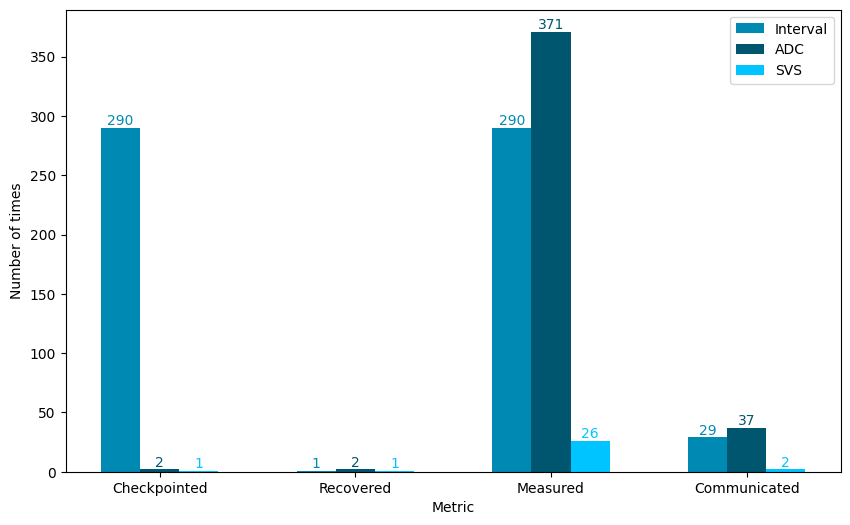 Number of times
350
300
250
200
150
100
50
0
Interval
ADC
SVS
290
2
1
1
2
1
290
371
26
29
37
2
Checkpointed
Recovered
Measured
Communicated
Metric